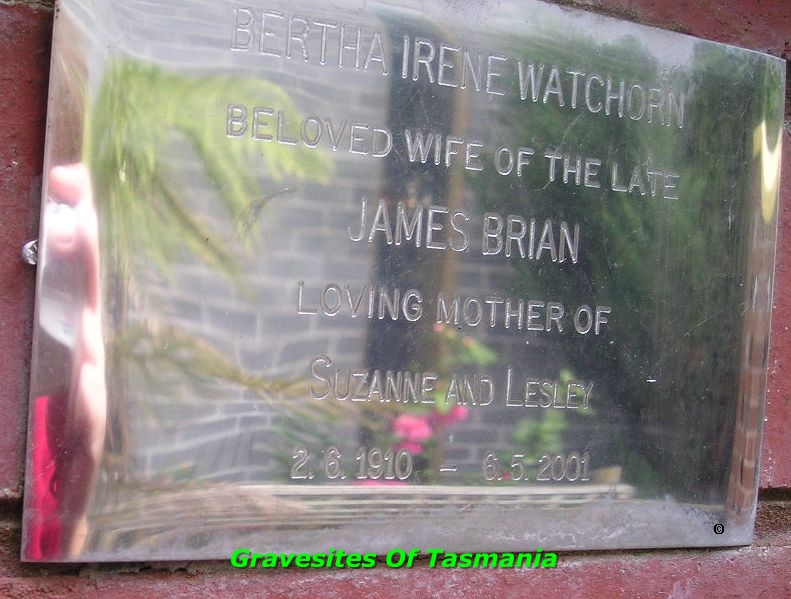 BERTHA IRENE WATCHORN
BELOVED WIFE OF THE LATE
JAMES BRIAN
LOVING MOTHER OF
SUZANNE AND LESLEY
2.6.1910 – 6.5.2001
©
Gravesites Of Tasmania